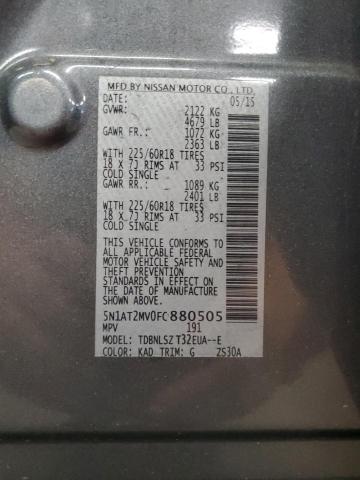 MFD BY NISSAN MOTOR CO., LTD.
DATE: 05/15
GVWR: 2122 KG
4679 LB
GAWR FR.: 1072 KG
2363 LB
WITH 225/60R18 TIRES
18 X 7J RIMS AT 33 PSI
COLD SINGLE
GAWR RR.: 1089 KG
2401 LB
WITH 225/60R18 TIRES
18 X 7J RIMS AT 33 PSI
COLD SINGLE
THIS VEHICLE CONFORMS TO
ALL APPLICABLE FEDERAL
MOTOR VEHICLE SAFETY AND
THEFT PREVENTION
STANDARDS IN EFFECT ON THE
DATE OF MANUFACTURE
SHOWN ABOVE.
5N1AT2MV0FC880505
MPV 191
MODEL: TDBNLSZ T32EUA--E
COLOR: KAD TRIM: G ZS30A